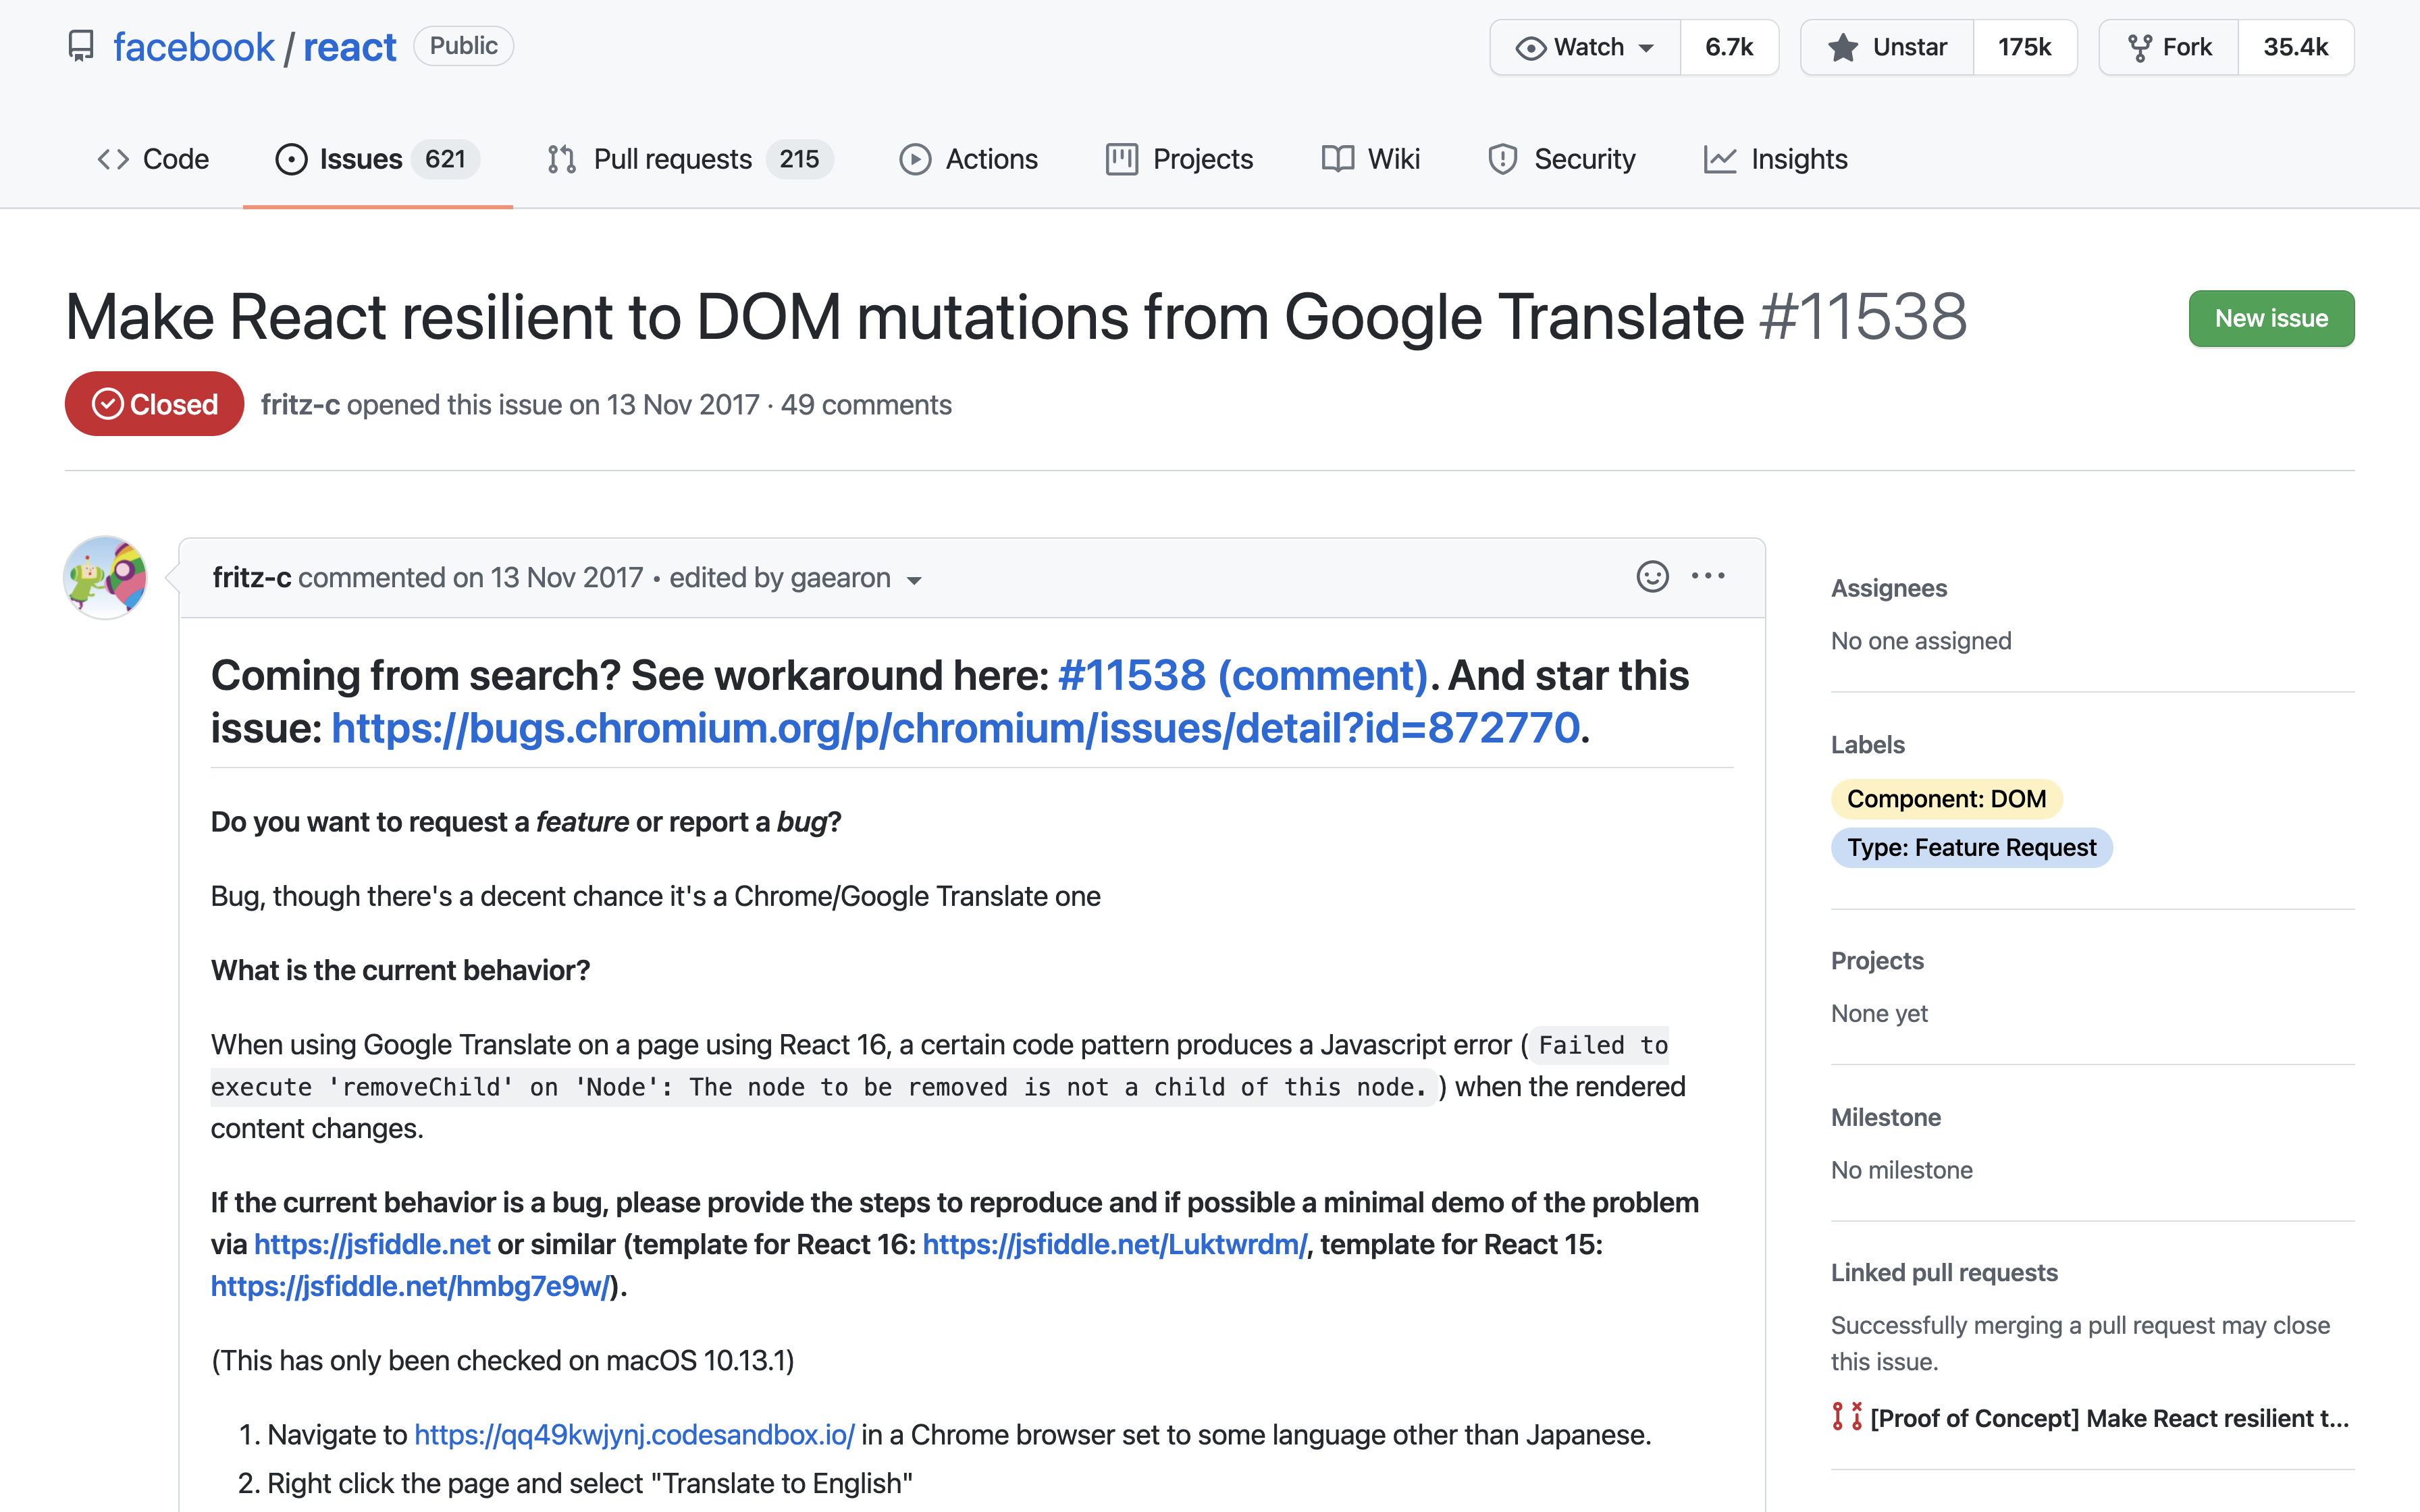 facebook / react Public
Watch 6.7k Unstar 175k Fork 35.4k
Code Issues 621 Pull requests 215 Actions Projects Wiki Security Insights
Make React resilient to DOM mutations from Google Translate #11538
New issue
Closed fritz-c opened this issue on 13 Nov 2017 · 49 comments
fritz-c commented on 13 Nov 2017 • edited by gaearon
Coming from search? See workaround here: #11538 (comment). And star this
issue: https://bugs.chromium.org/p/chromium/issues/detail?id=872770.
Do you want to request a feature or report a bug?
Bug, though there's a decent chance it's a Chrome/Google Translate one
What is the current behavior?
When using Google Translate on a page using React 16, a certain code pattern produces a Javascript error ( Failed to
execute 'removeChild' on 'Node': The node to be removed is not a child of this node. ) when the rendered
content changes.
If the current behavior is a bug, please provide the steps to reproduce and if possible a minimal demo of the problem
via https://jsfiddle.net or similar (template for React 16: https://jsfiddle.net/Luktwrdm/, template for React 15:
https://jsfiddle.net/hmbg7e9w/).
(This has only been checked on macOS 10.13.1)
1. Navigate to https://qq49kwjynj.codesandbox.io/ in a Chrome browser set to some language other than Japanese.
2. Right click the page and select "Translate to English"
Assignees
No one assigned
Labels
Component: DOM
Type: Feature Request
Projects
None yet
Milestone
No milestone
Linked pull requests
Successfully merging a pull request may close
this issue.
[Proof of Concept] Make React resilient t...